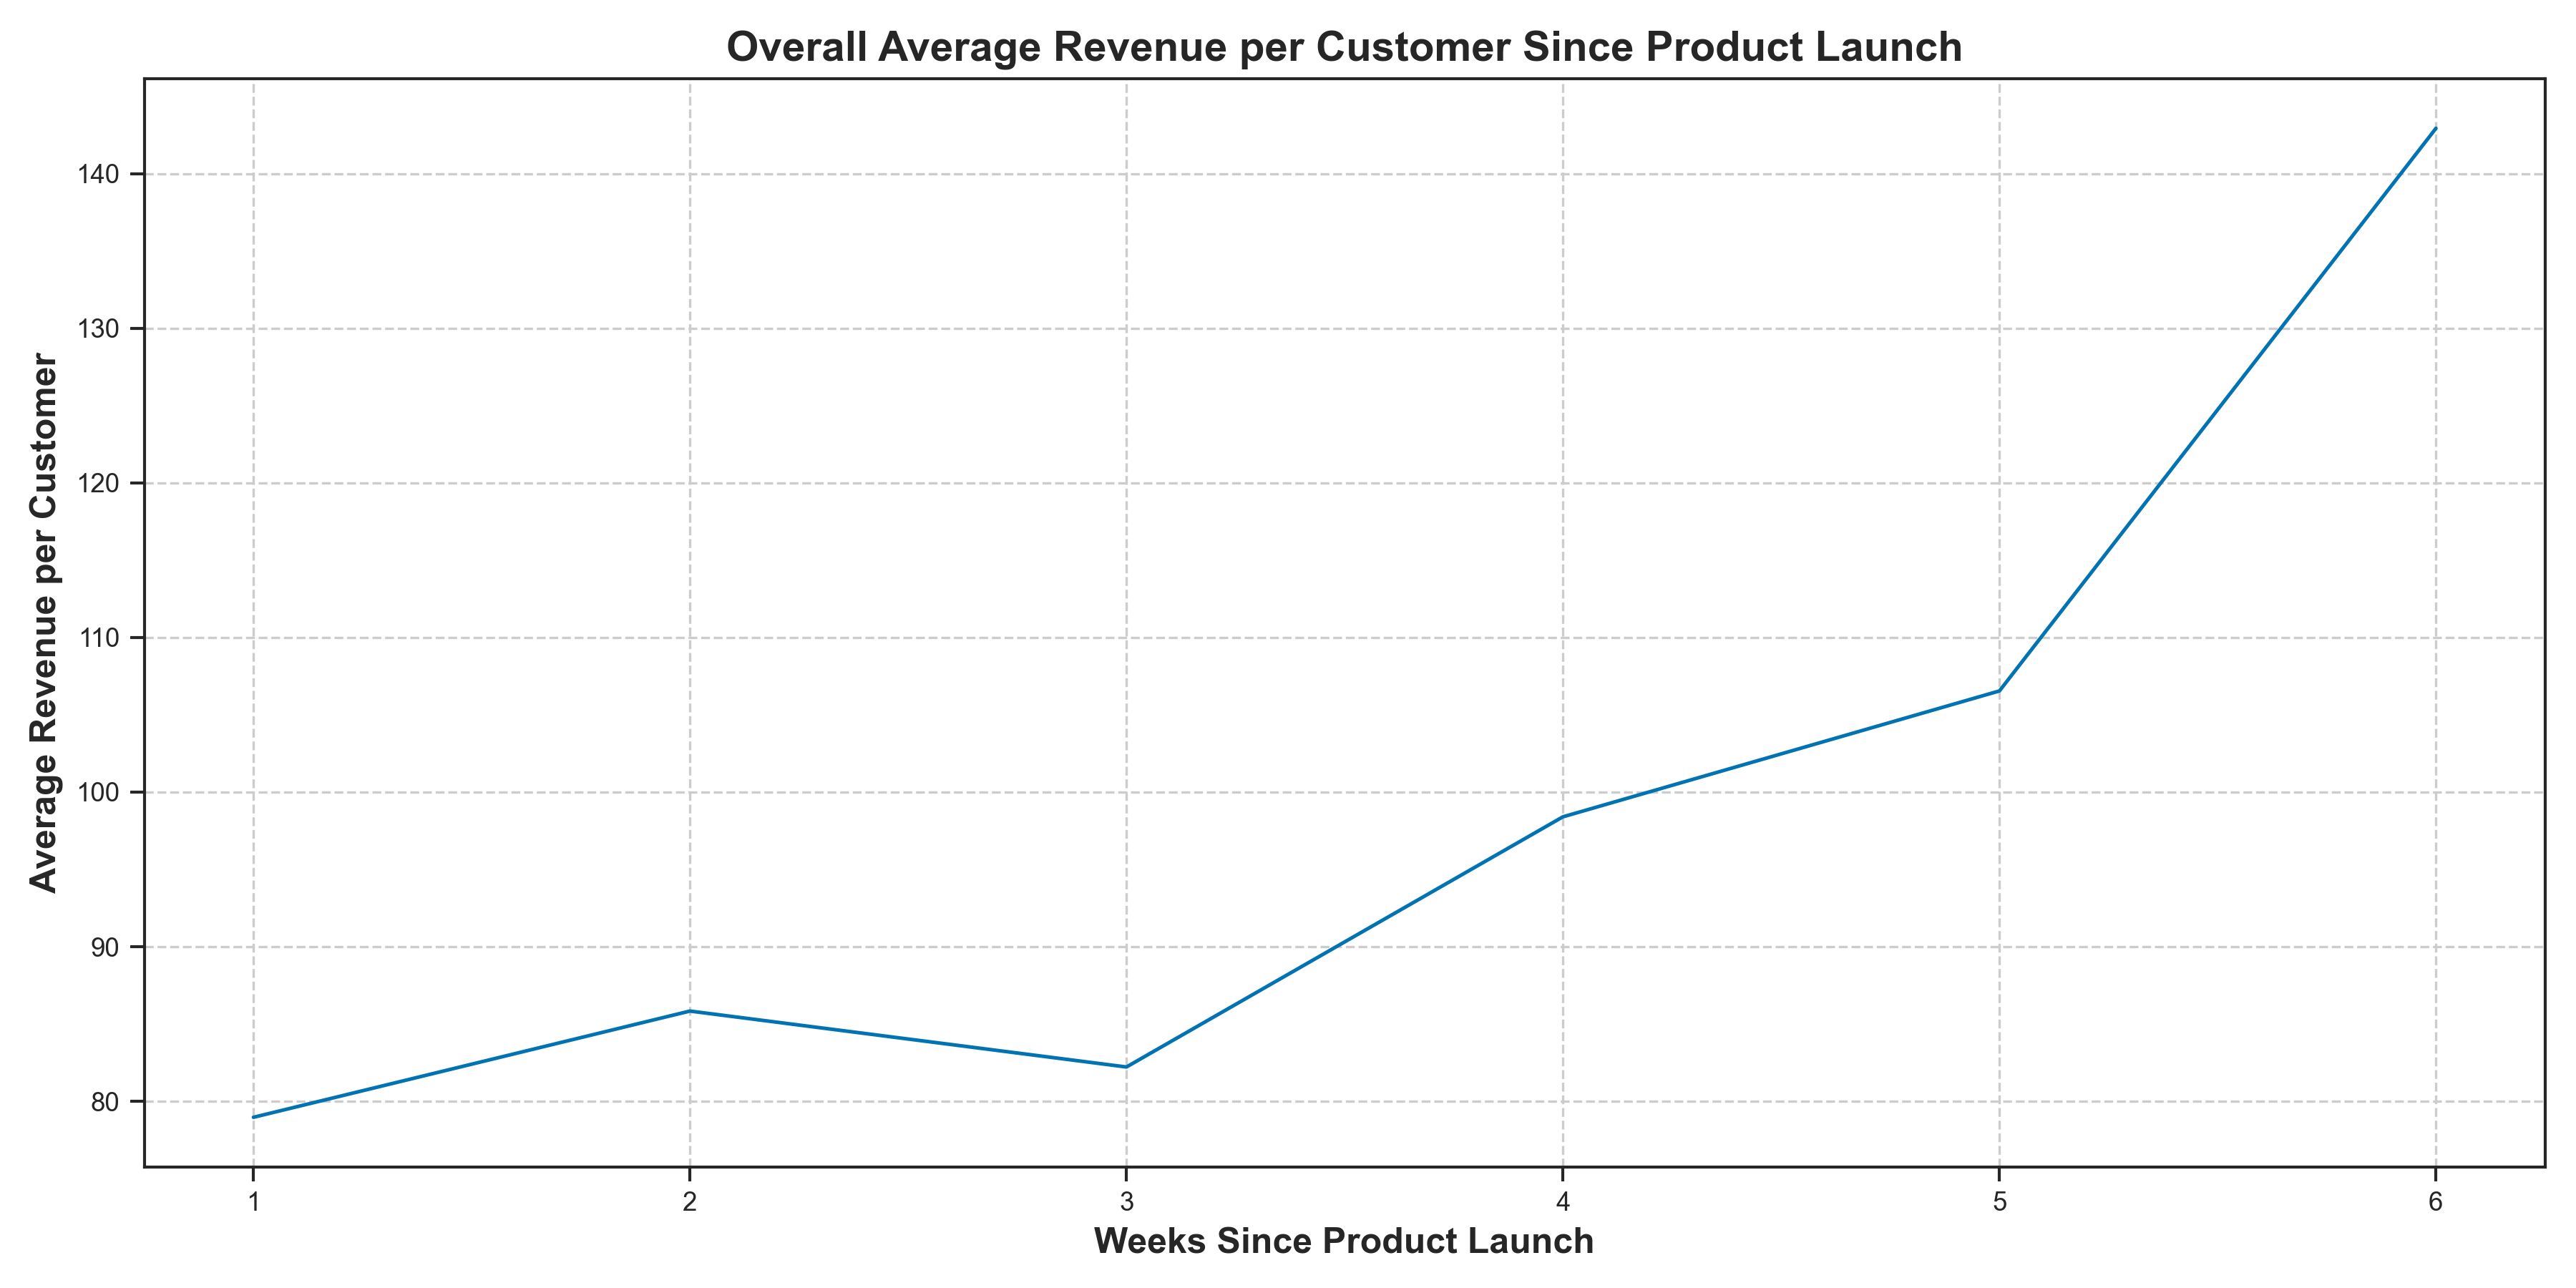 Overall Average Revenue per Customer Since Product Launch
Average Revenue per Customer
140
130
120
110
100
90
80
1 2 3 4 5 6
Weeks Since Product Launch